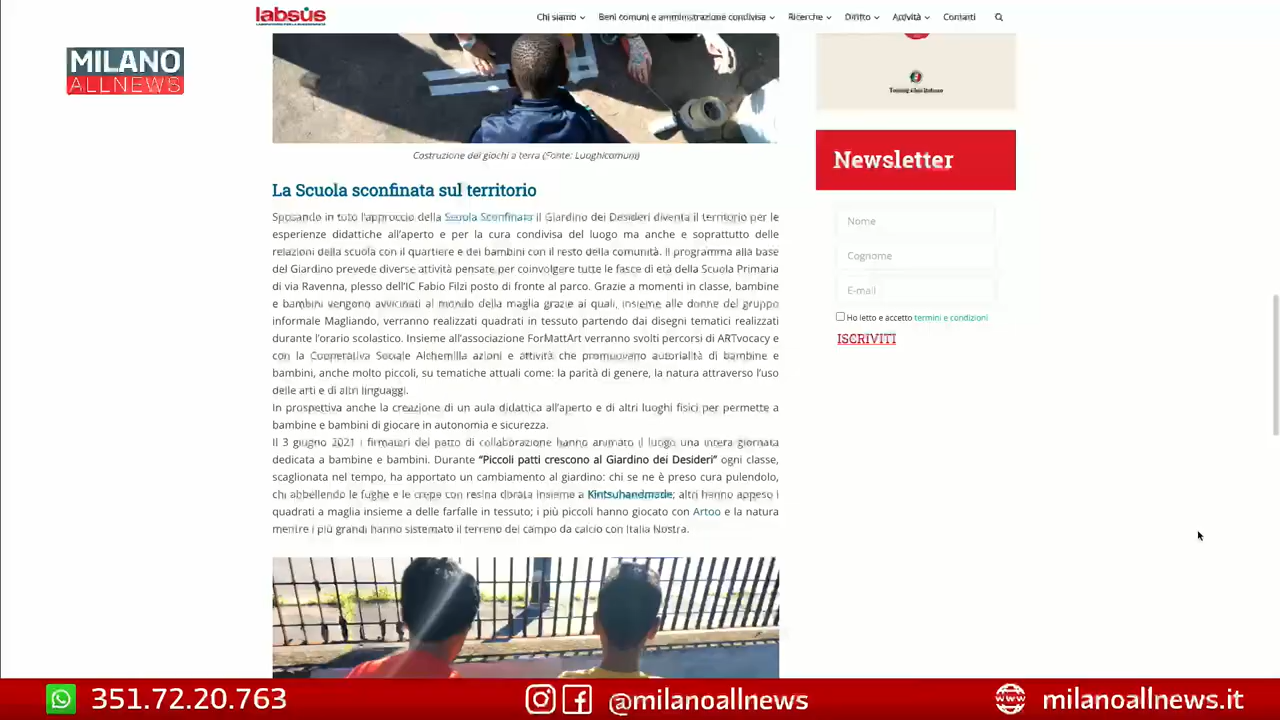 labsus
Chi siamo
Beni comuni e amministrazione condivisa
Ricerche
Diritto
Attività
Contatti
MILANO
ALLNEWS
Costruzione dei giochi a terra (Fonte: Luoghicomuni)
La Scuola sconfinata sul territorio
Sposando in toto l'approccio della Scuola Sconfinata il Giardino dei Desideri diventa il territorio per le
esperienze didattiche all'aperto e per la cura condivisa del luogo ma anche e soprattutto delle
relazioni della scuola con il quartiere e dei bambini con il resto della comunità. Il programma alla base
del Giardino prevede diverse attività pensate per coinvolgere tutte le fasce di età della Scuola Primaria
di via Ravenna, plesso dell'IC Fabio Filzi posto di fronte al parco. Grazie a momenti in classe, bambine
e bambini vengono avvicinati al mondo della maglia grazie ai quali, insieme alle donne del gruppo
informale Magliando, verranno realizzati quadrati in tessuto partendo dai disegni tematici realizzati
durante l'orario scolastico. Insieme all'associazione ForMattArt verranno svolti percorsi di ARTvocacy e
con la Cooperativa Sociale Alchemilla azioni e attività che promuovano autorialità di bambine e
bambini, anche molto piccoli, su tematiche attuali come: la parità di genere, la natura attraverso l'uso
delle arti e di altri linguaggi.
In prospettiva anche la creazione di un aula didattica all'aperto e di altri luoghi fisici per permette a
bambine e bambini di giocare in autonomia e sicurezza.
Il 3 giugno 2021 i firmatari del patto di collaborazione hanno animato il luogo una intera giornata
dedicata a bambine e bambini. Durante "Piccoli patti crescono al Giardino dei Desideri" ogni classe,
scaglionata nel tempo, ha apportato un cambiamento al giardino: chi se ne è preso cura pulendolo,
chi abbellendo le fughe e le crepe con resina dorata insieme a Kintsuhandmade; altri hanno appeso i
quadrati a maglia insieme a delle farfalle in tessuto; i più piccoli hanno giocato con Artoo e la natura
mentre i più grandi hanno sistemato il terreno del campo da calcio con Italia Nostra.
Newsletter
Nome
Cognome
E-mail
Ho letto e accetto termini e condizioni
ISCRIVITI
351.72.20.763
@milanoallnews
www
milanoallnews.it